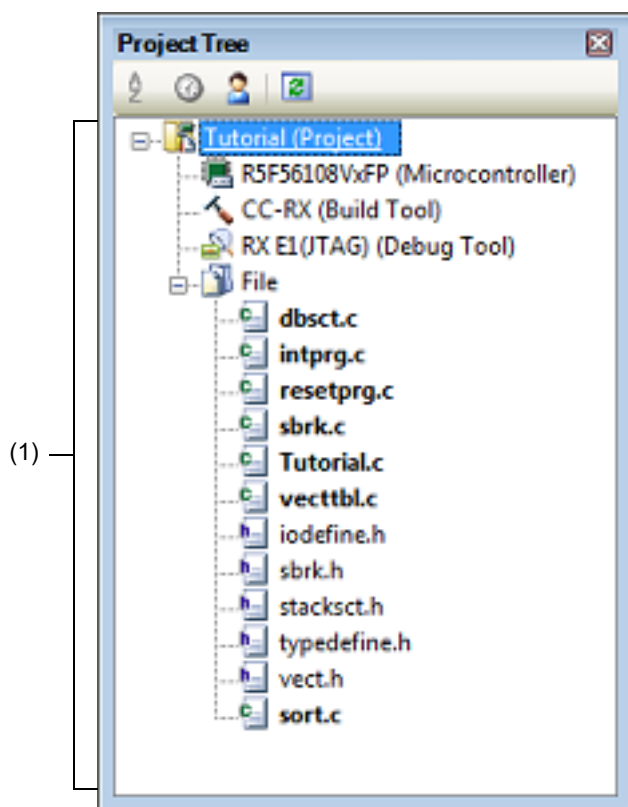 Project Tree
Tutorial (Project)
R5F56108VxFP (Microcontroller)
CC-RX (Build Tool)
RX E1(JTAG) (Debug Tool)
File
dbsct.c
intprg.c
resetprg.c
sbrk.c
(1)
Tutorial.c
vecttbl.c
iodefine.h
sbrk.h
stacksct.h
typedefine.h
vect.h
sort.c